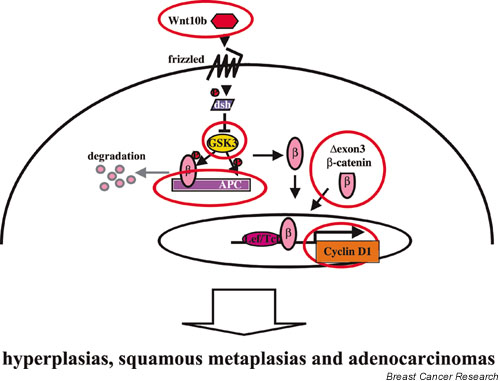 Wnt10b
frizzled
dsh
GSK3
degradation
β
APC
β
Δexon3
β-catenin
β
β
Lef/Tcf
Cyclin D1
hyperplasias, squamous metaplasias and adenocarcinomas
Breast Cancer Research